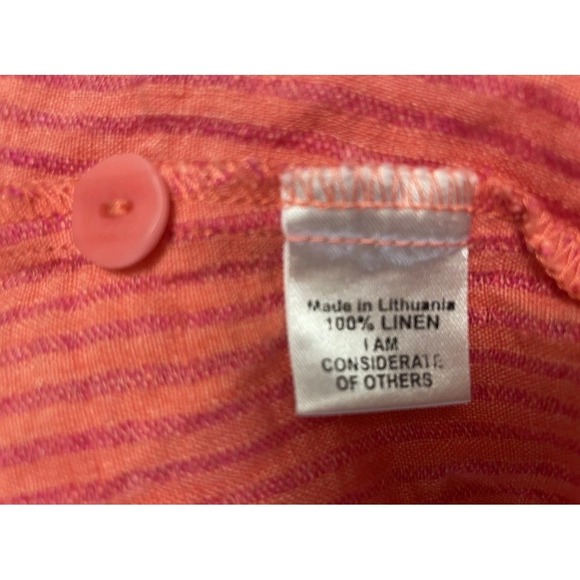 Made in Lithuania
100% LINEN
I AM
CONSIDERATE
OF OTHERS